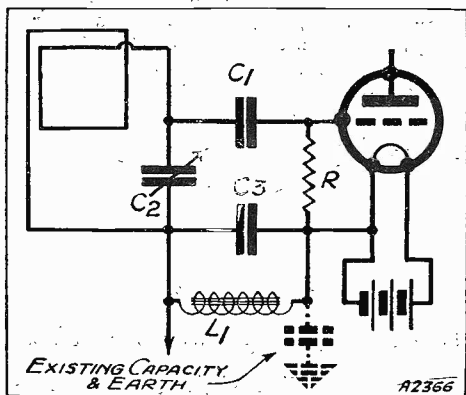 C1
C2
C3
R
L1
EXISTING CAPACITY
& EARTH
A2366